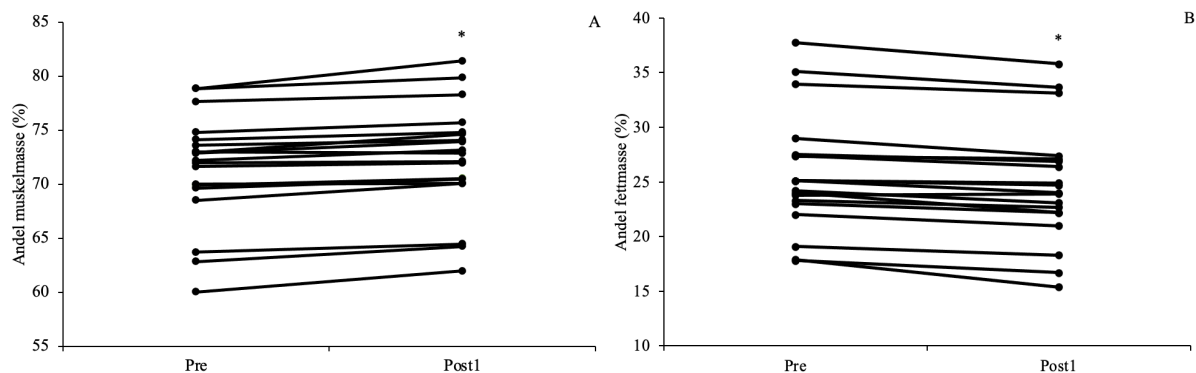 A
Andel muskelmasse (%)
85
80
75
70
65
60
55
*
Pre
Post1
B
Andel fettmasse (%)
40
35
30
25
20
15
10
*
Pre
Post1